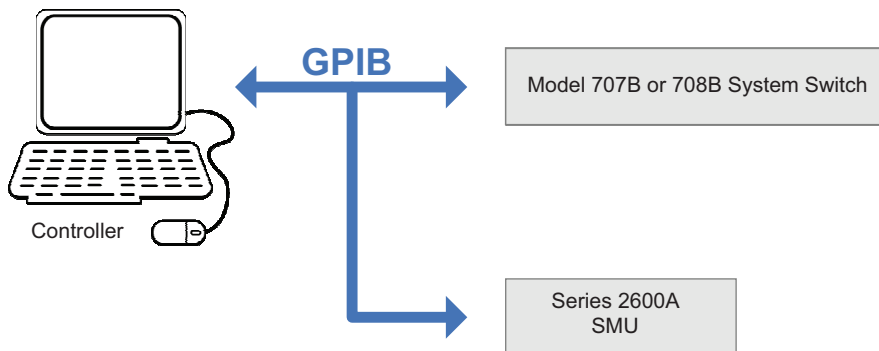 GPIB
Model 707B or 708B System Switch
Controller
Series 2600A
SMU